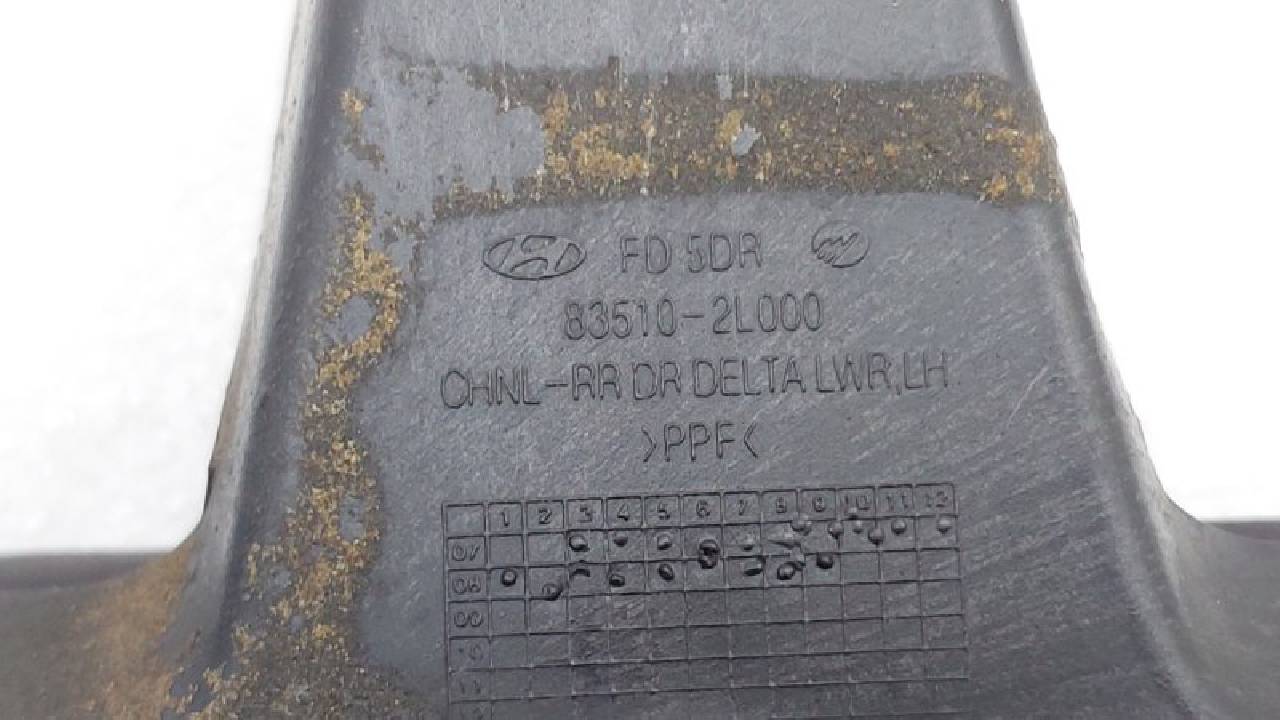 FD 5DR
83510-2L000
CHNL-RR DR DELTA LWR,LH
>PPF<
1 2 3 4 5 6 7 8 9 10 11 12
07
08
09
10
11